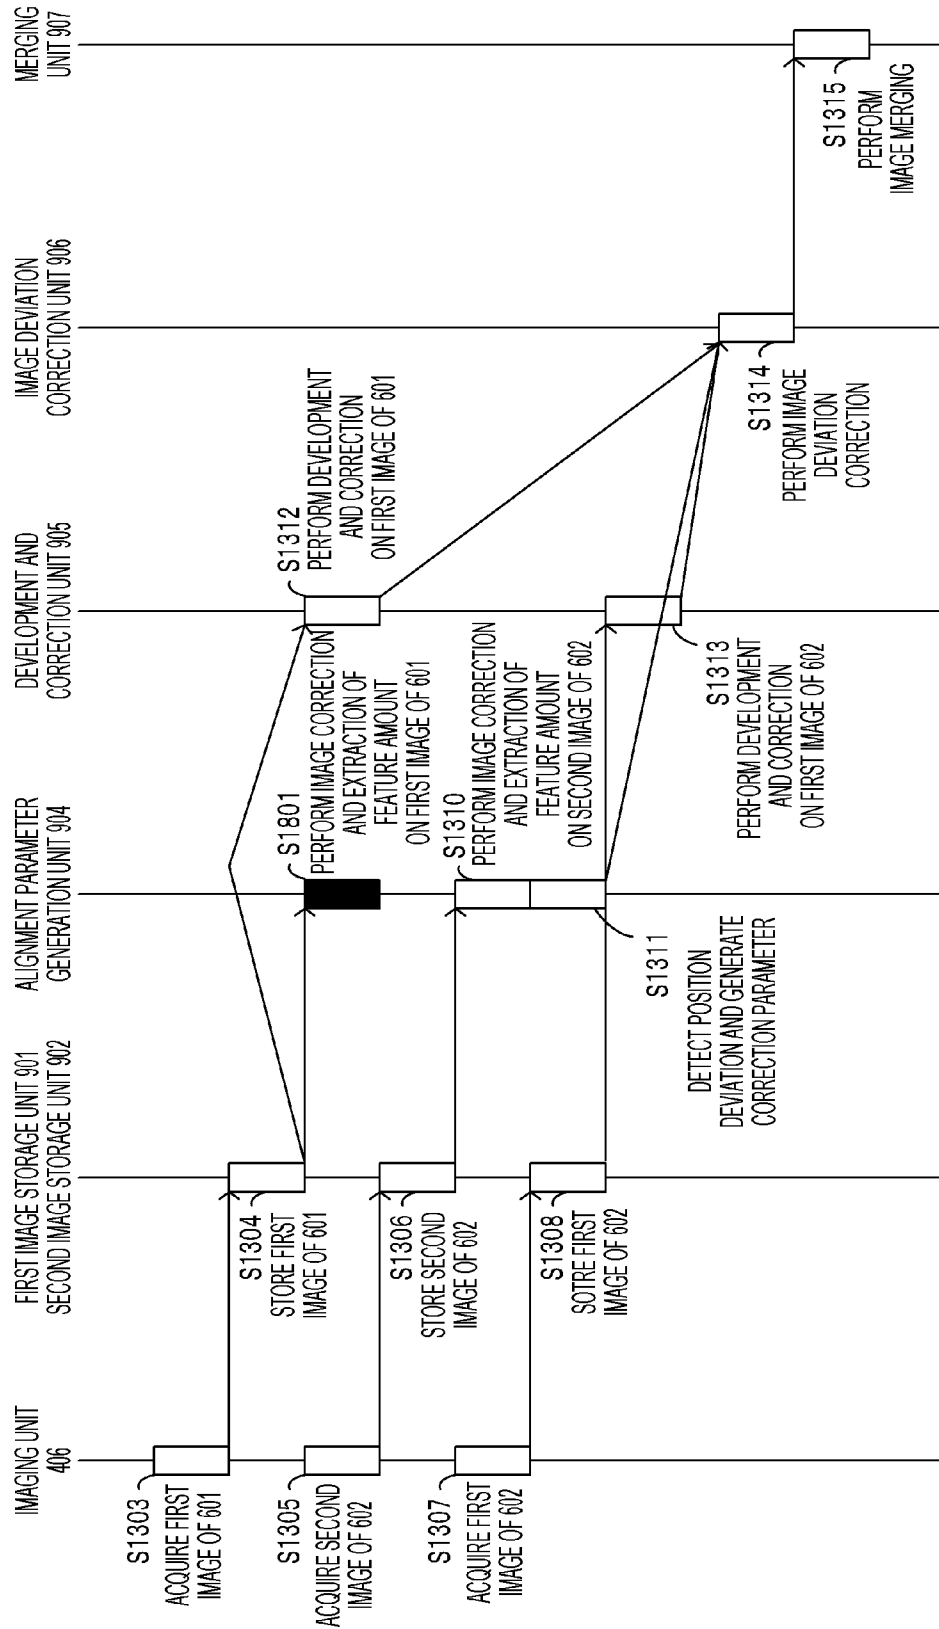 IMAGING UNIT
406
FIRST IMAGE STORAGE UNIT 901
SECOND IMAGE STORAGE UNIT 902
ALIGNMENT PARAMETER
GENERATION UNIT 904
DEVELOPMENT AND
CORRECTION UNIT 905
IMAGE DEVIATION
CORRECTION UNIT 906
MERGING
UNIT 907
S1303
ACQUIRE FIRST
IMAGE OF 601
S1304
STORE FIRST
IMAGE OF 601
S1305
ACQUIRE SECOND
IMAGE OF 602
S1801
PERFORM IMAGE CORRECTION
AND EXTRACTION OF
FEATURE AMOUNT
ON FIRST IMAGE OF 601
S1312
PERFORM DEVELOPMENT
AND CORRECTION
ON FIRST IMAGE OF 601
S1306
STORE SECOND
IMAGE OF 602
S1307
ACQUIRE FIRST
IMAGE OF 602
S1310
PERFORM IMAGE CORRECTION
AND EXTRACTION OF
FEATURE AMOUNT
ON SECOND IMAGE OF 602
S1308
SOTRE FIRST
IMAGE OF 602
S1311
DETECT POSITION
DEVIATION AND GENERATE
CORRECTION PARAMETER
S1313
PERFORM DEVELOPMENT
AND CORRECTION
ON FIRST IMAGE OF 602
S1314
PERFORM IMAGE
DEVIATION
CORRECTION
S1315
PERFORM
IMAGE MERGING